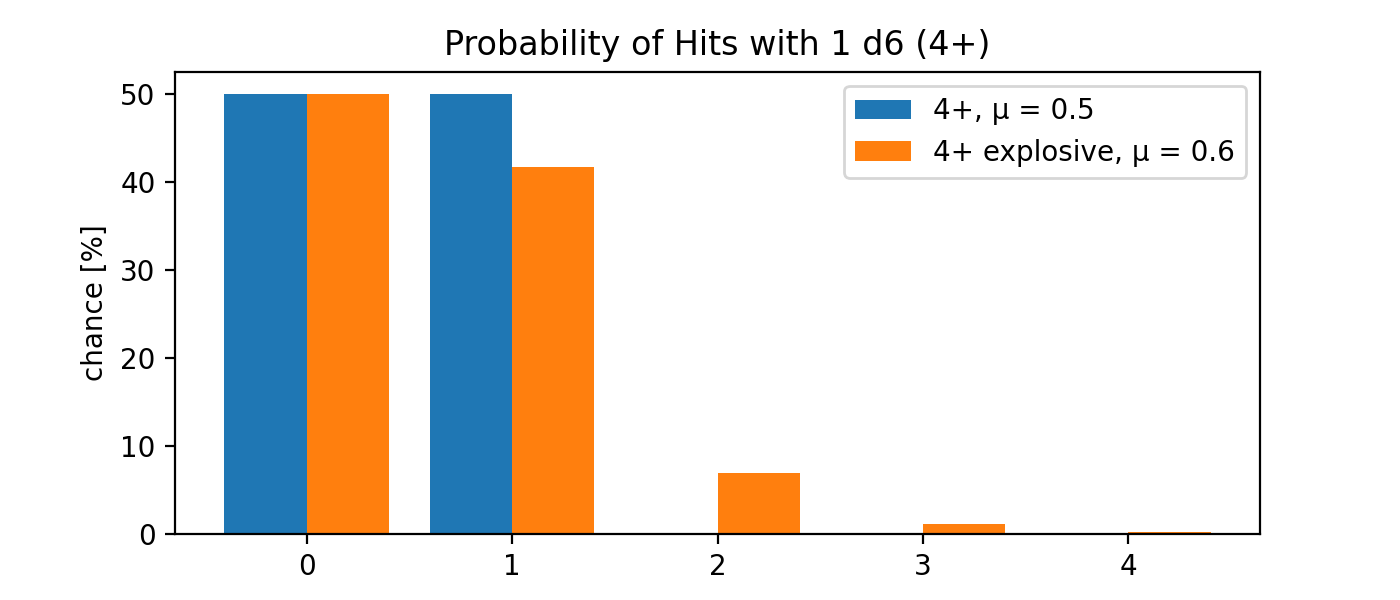 Probability of Hits with 1 d6 (4+)
4+, μ = 0.5
4+ explosive, μ = 0.6
chance [%]
50
40
30
20
10
0
0 1 2 3 4